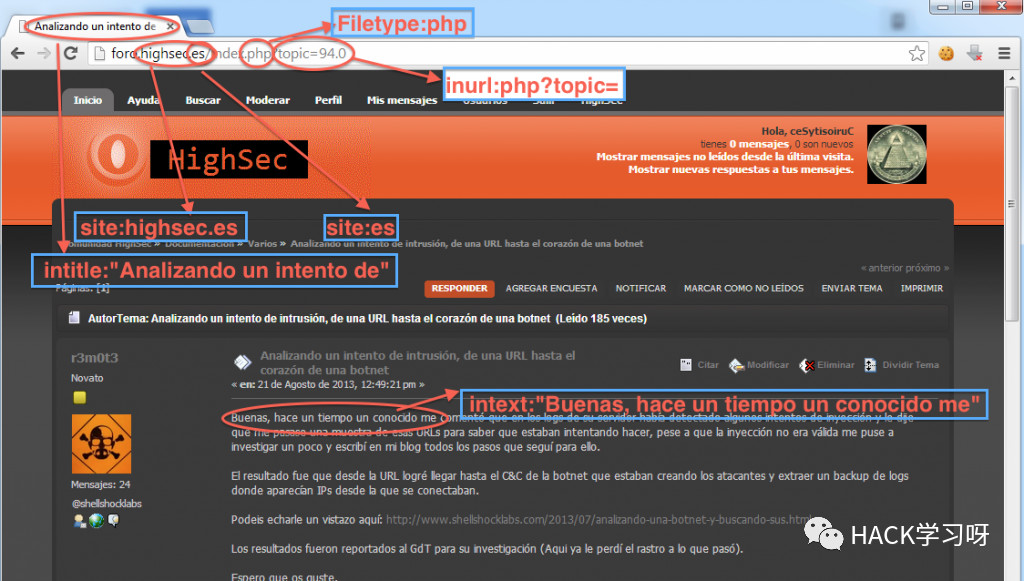 Analizando un intento de
Filetype:php
foro.highsec.es/index.php?topic=94.0
inurl:php?topic=
Inicio Ayuda Buscar Moderar Perfil Mis mensajes Usuarios Salir HighSec
Hola, ceSytisoiruC
tienes 0 mensajes, 0 son nuevos
Mostrar mensajes no leídos desde la última visita.
Mostrar nuevas respuestas a tus mensajes.
HighSec
site:highsec.es site:es
Comunidad HighSec » Documentación » Varios » Analizando un intento de intrusión, de una URL hasta el corazón de una botnet
intitle:"Analizando un intento de"
« anterior próximo »
Páginas: [1]
RESPONDER AGREGAR ENCUESTA NOTIFICAR MARCAR COMO NO LEÍDOS ENVIAR TEMA IMPRIMIR
AutorTema: Analizando un intento de intrusión, de una URL hasta el corazón de una botnet (Leído 185 veces)
r3m0t3
Novato
Mensajes: 24
@shellshocklabs
Analizando un intento de intrusión, de una URL hasta el
corazón de una botnet
« en: 21 de Agosto de 2013, 12:49:21 pm »
Citar Modificar Eliminar Dividir Tema
intext:"Buenas, hace un tiempo un conocido me"
Buenas, hace un tiempo un conocido me comentó que en los logs de su servidor había detectado algunos intentos de inyección y le dije
que me pasase una muestra de esas URLs para saber que estaban intentando hacer, pese a que la inyección no era válida me puse a
investigar un poco y escribí en mi blog todos los pasos que seguí para ello.
El resultado fue que desde la URL logré llegar hasta el C&C de la botnet que estaban creando los atacantes y extraer un backup de logs
donde aparecían IPs desde la que se conectaban.
Podeis echarle un vistazo aquí: http://www.shellshocklabs.com/2013/07/analizando-una-botnet-y-buscando-sus.html
Los resultados fueron reportados al GdT para su investigación (Aqui ya le perdí el rastro a lo que pasó).
Espero que os guste.
HACK学习呀